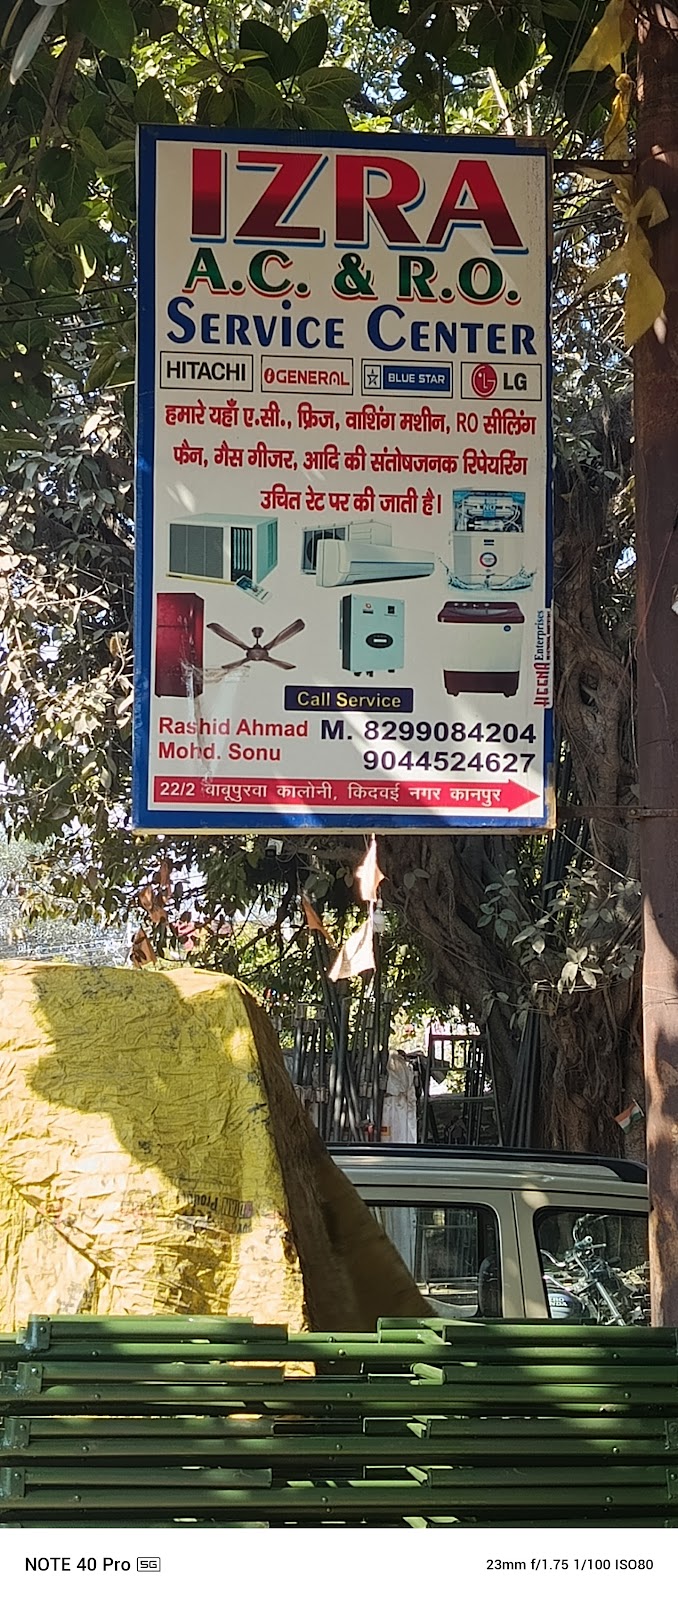 IZRA
A.C. & R.O.
SERVICE CENTER
HITACHI GENERAL BLUE STAR LG
हमारे यहाँ ए.सी., फ्रिज, वाशिंग मशीन, RO सीलिंग
फैन, गैस गीजर, आदि की संतोषजनक रिपेयरिंग
उचित रेट पर की जाती है।
HEENA Enterprises
Call Service
Rashid Ahmad M. 8299084204
Mohd. Sonu 9044524627
22/2 बाबूपुरवा कालोनी, किदवई नगर कानपुर
NOTE 40 Pro 5G 23mm f/1.75 1/100 ISO80